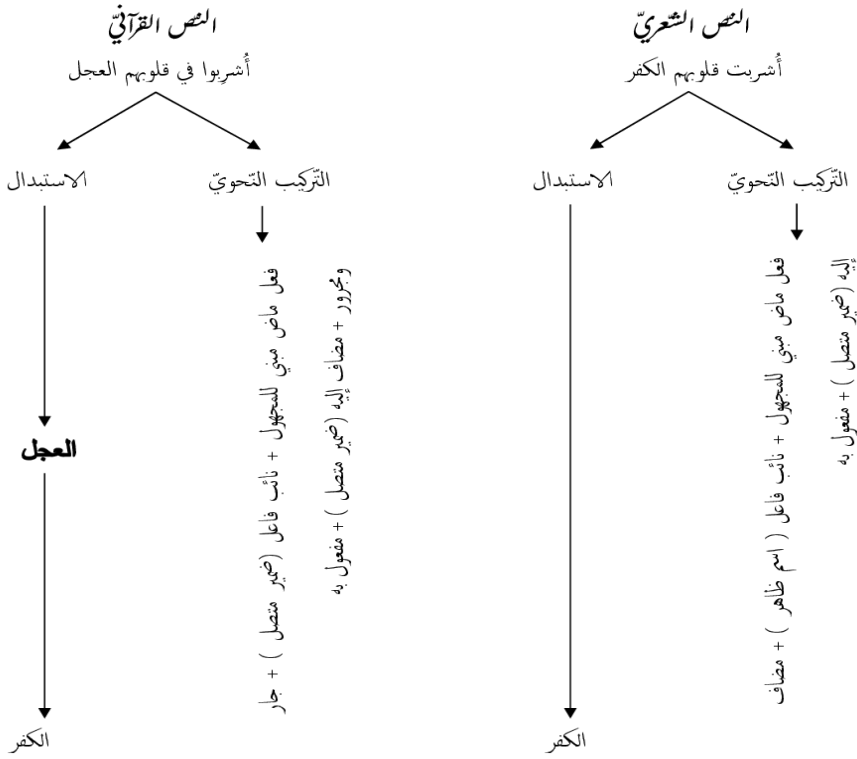 النص الشّعريّ
أُشربت قلوبهم الكفر
التّركيب النّحويّ
الاستبدال
فعل ماض مبني للمجهول + نائب فاعل ( اسم ظاهر ) + مضاف
إليه (ضمير متصل ) + مفعول به
الكفر
النص القرآنيّ
أُشرِبوا في قلوبهم العجل
التّركيب النّحويّ
الاستبدال
فعل ماض مبني للمجهول + نائب فاعل (ضمير متصل ) + جار
ومجرور + مضاف إليه (ضمير متصل ) + مفعول به
العجل
الكفر